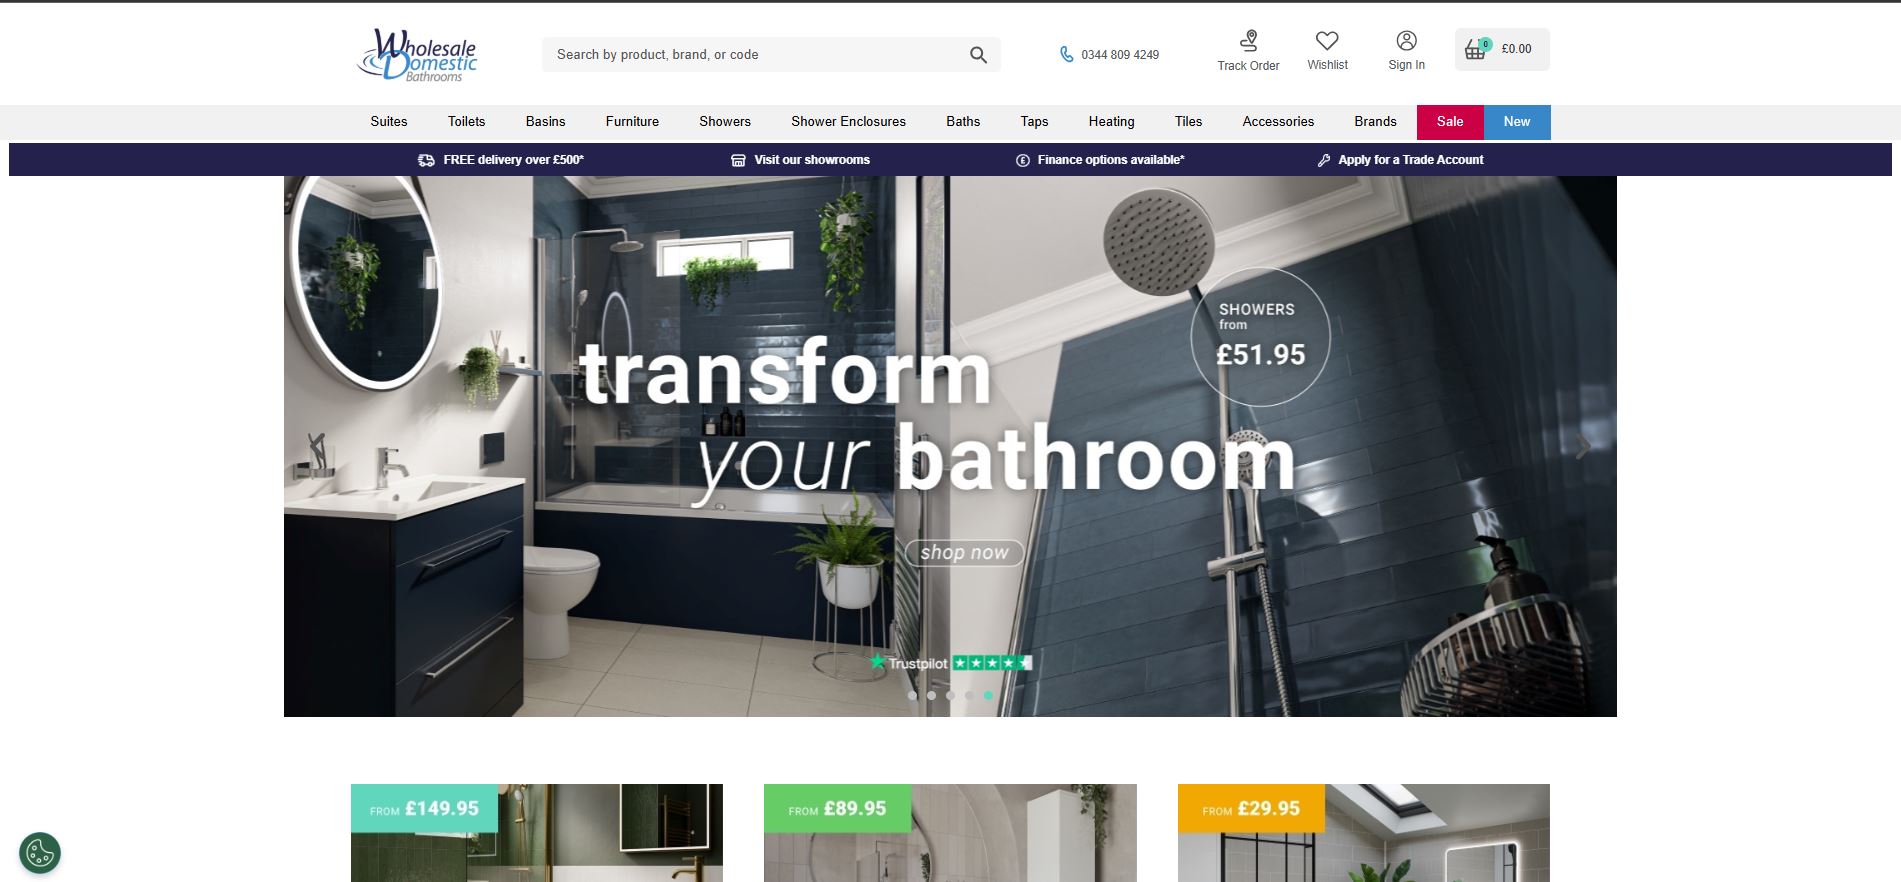 Wholesale
Domestic
Bathrooms
Search by product, brand, or code
0344 809 4249
Track Order
Wishlist
Sign In
0
£0.00
Suites
Toilets
Basins
Furniture
Showers
Shower Enclosures
Baths
Taps
Heating
Tiles
Accessories
Brands
Sale
New
FREE delivery over £500*
Visit our showrooms
Finance options available*
Apply for a Trade Account
SHOWERS
from
£51.95
transform
your bathroom
shop now
Trustpilot
FROM £149.95
FROM £89.95
FROM £29.95